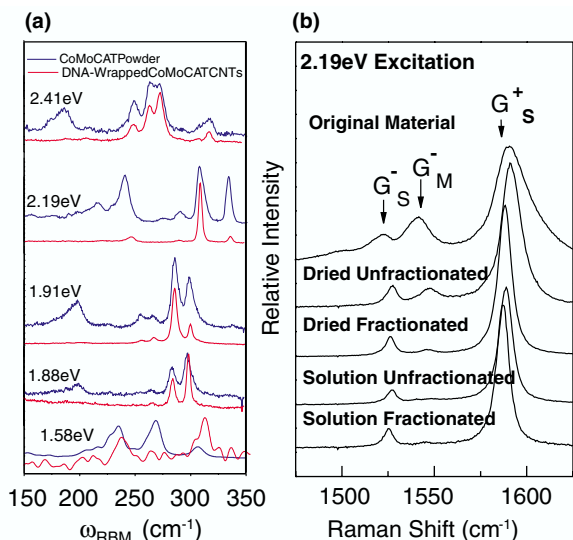 (a)
CoMoCATPowder
DNA-WrappedCoMoCATCNTs
2.41eV
2.19eV
1.91eV
1.88eV
1.58eV
150 200 250 300 350
ωRBM (cm-1)
(b)
2.19eV Excitation
G+S
Original Material
G-S
G-M
Relative Intensity
Dried Unfractionated
Dried Fractionated
Solution Unfractionated
Solution Fractionated
1500 1550 1600
Raman Shift (cm-1)